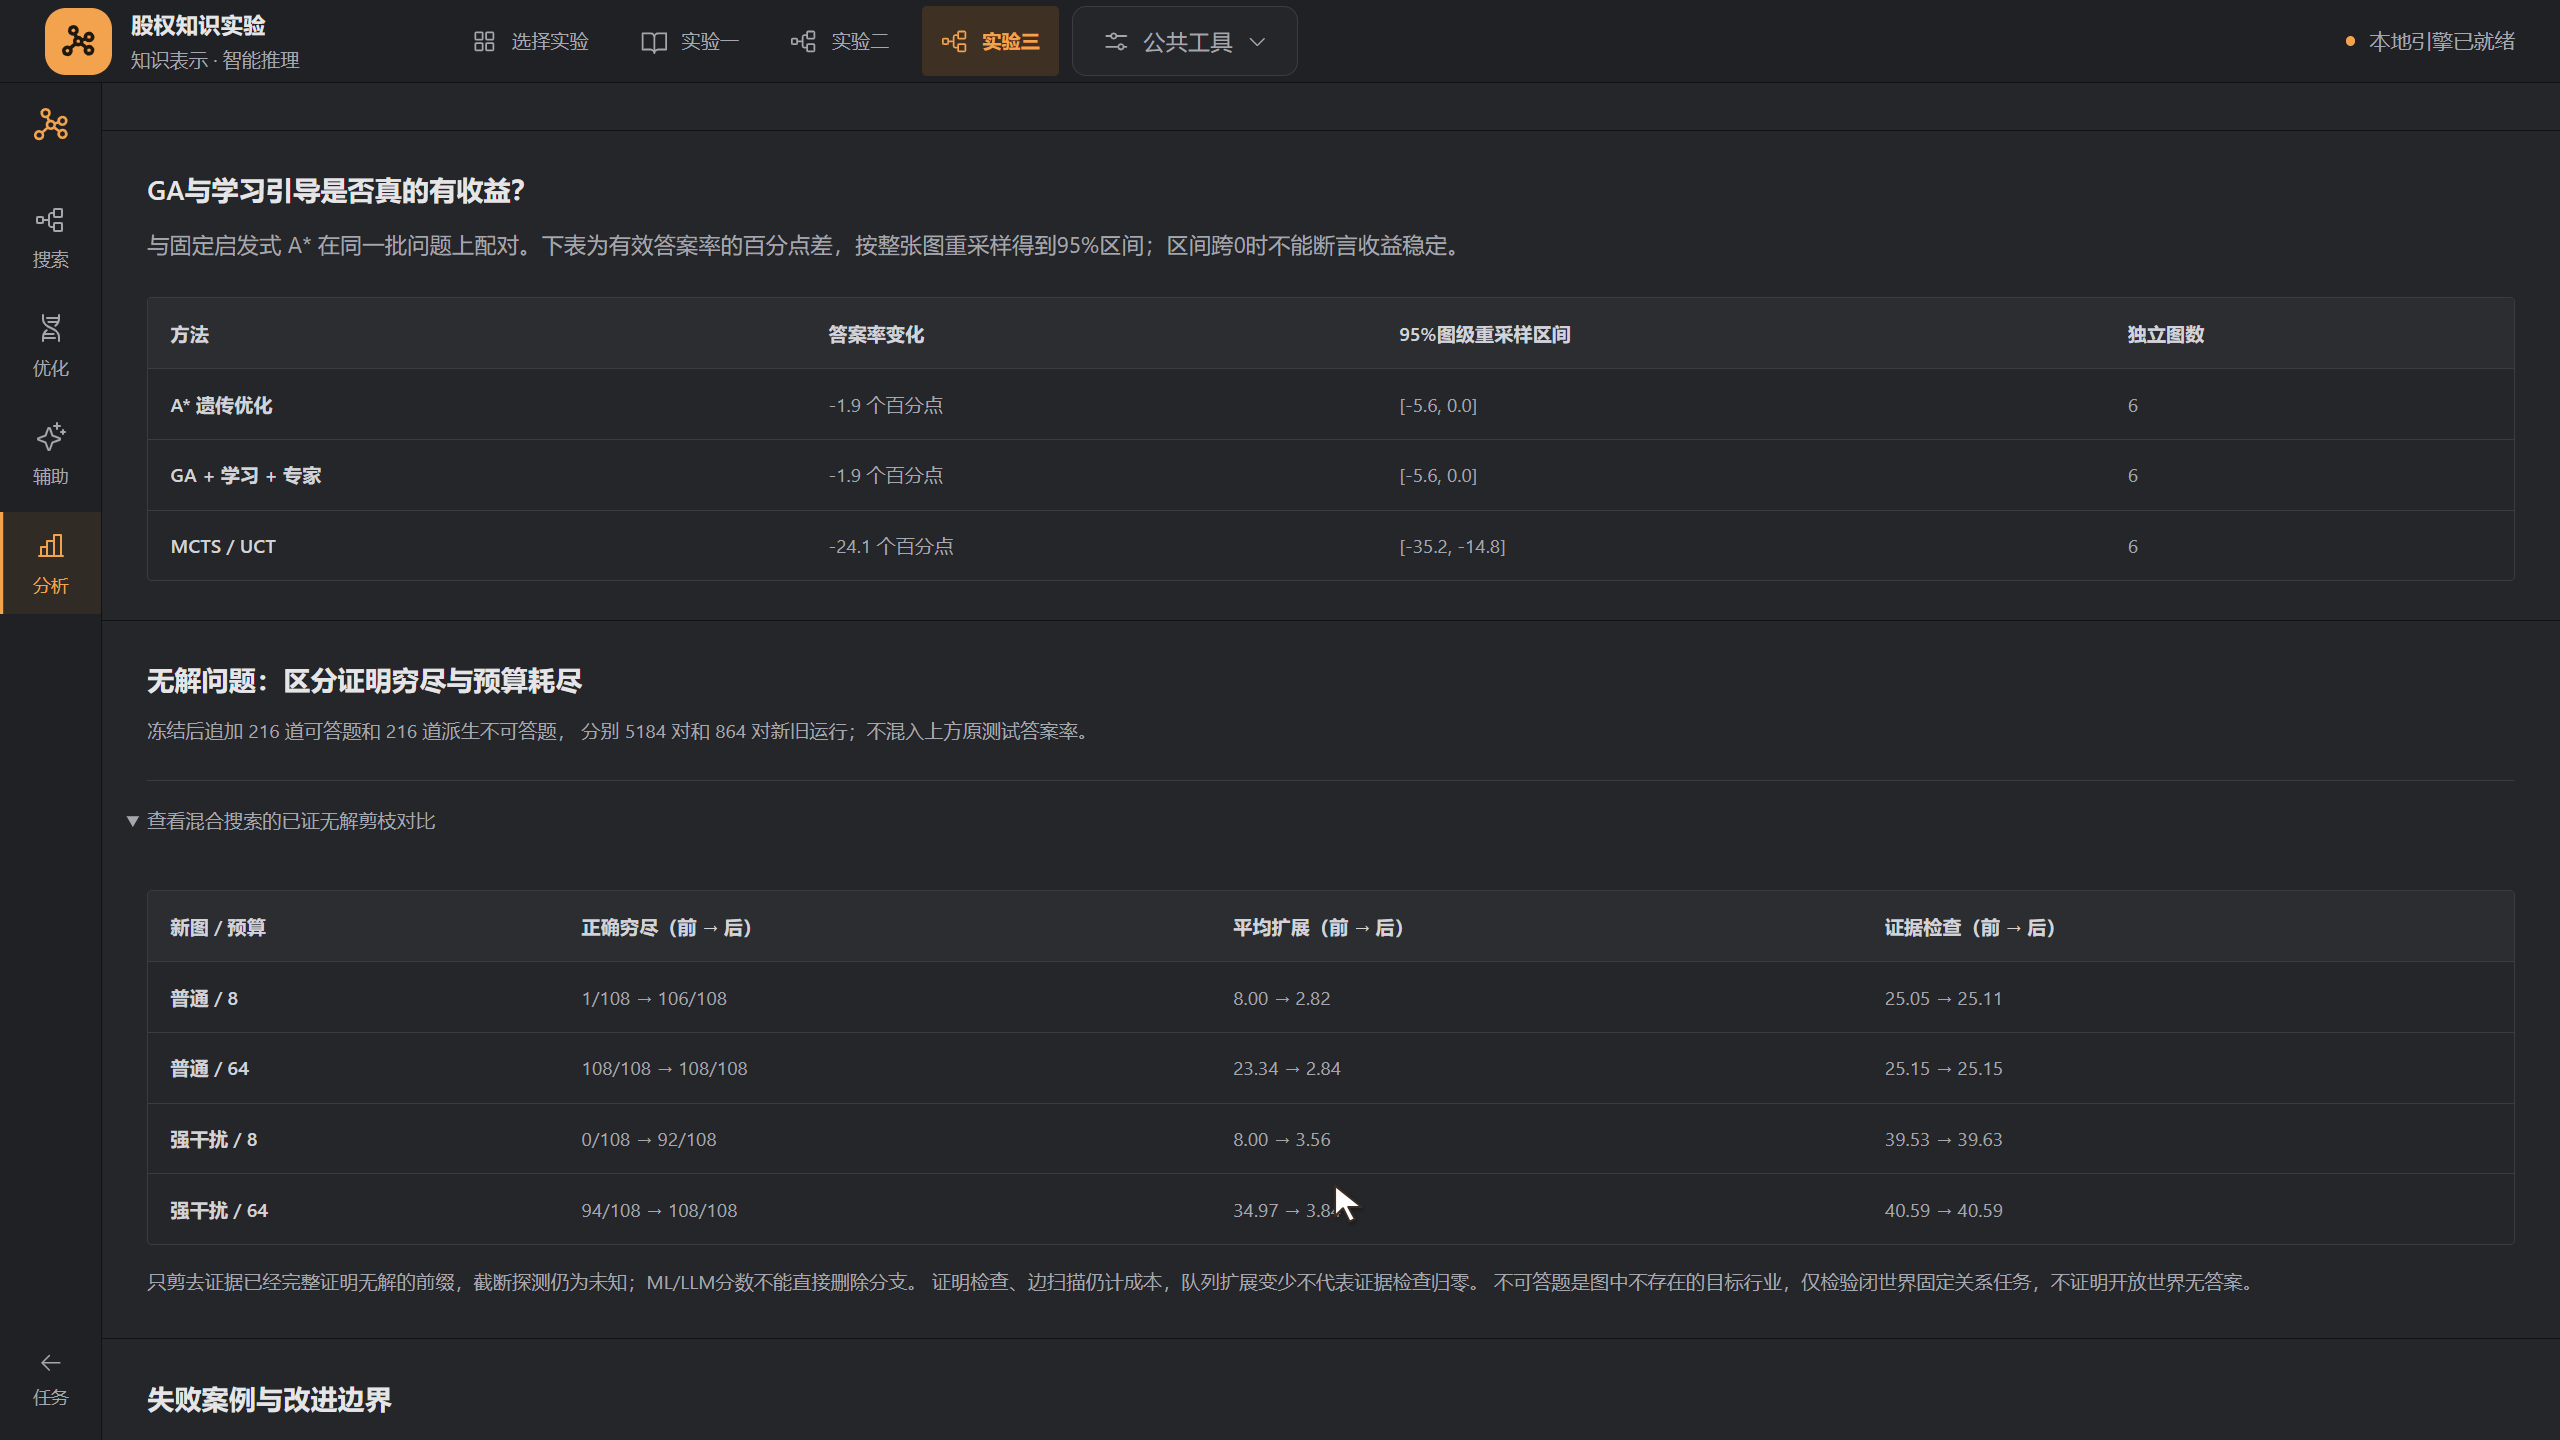 股权知识实验
知识表示 · 智能推理
选择实验
实验一
实验二
实验三
公共工具
本地引擎已就绪
搜索
优化
辅助
分析
任务
GA与学习引导是否真的有收益？
与固定启发式 A* 在同一批问题上配对。下表为有效答案率的百分点差，按整张图重采样得到95%区间；区间跨0时不能断言收益稳定。
方法 答案率变化 95%图级重采样区间 独立图数
A* 遗传优化 -1.9 个百分点 [-5.6, 0.0] 6
GA + 学习 + 专家 -1.9 个百分点 [-5.6, 0.0] 6
MCTS / UCT -24.1 个百分点 [-35.2, -14.8] 6
无解问题：区分证明穷尽与预算耗尽
冻结后追加 216 道可答题和 216 道派生不可答题， 分别 5184 对和 864 对新旧运行；不混入上方原测试答案率。
▼ 查看混合搜索的已证无解剪枝对比
新图 / 预算 正确穷尽（前 → 后） 平均扩展（前 → 后） 证据检查（前 → 后）
普通 / 8 1/108 → 106/108 8.00 → 2.82 25.05 → 25.11
普通 / 64 108/108 → 108/108 23.34 → 2.84 25.15 → 25.15
强干扰 / 8 0/108 → 92/108 8.00 → 3.56 39.53 → 39.63
强干扰 / 64 94/108 → 108/108 34.97 → 40.59 → 40.59
只剪去证据已经完整证明无解的前缀，截断探测仍为未知；ML/LLM分数不能直接删除分支。 证明检查、边扫描仍计成本，队列扩展变少不代表证据检查归零。 不可答题是图中不存在的目标行业，仅检验闭世界固定关系任务，不证明开放世界无答案。
失败案例与改进边界